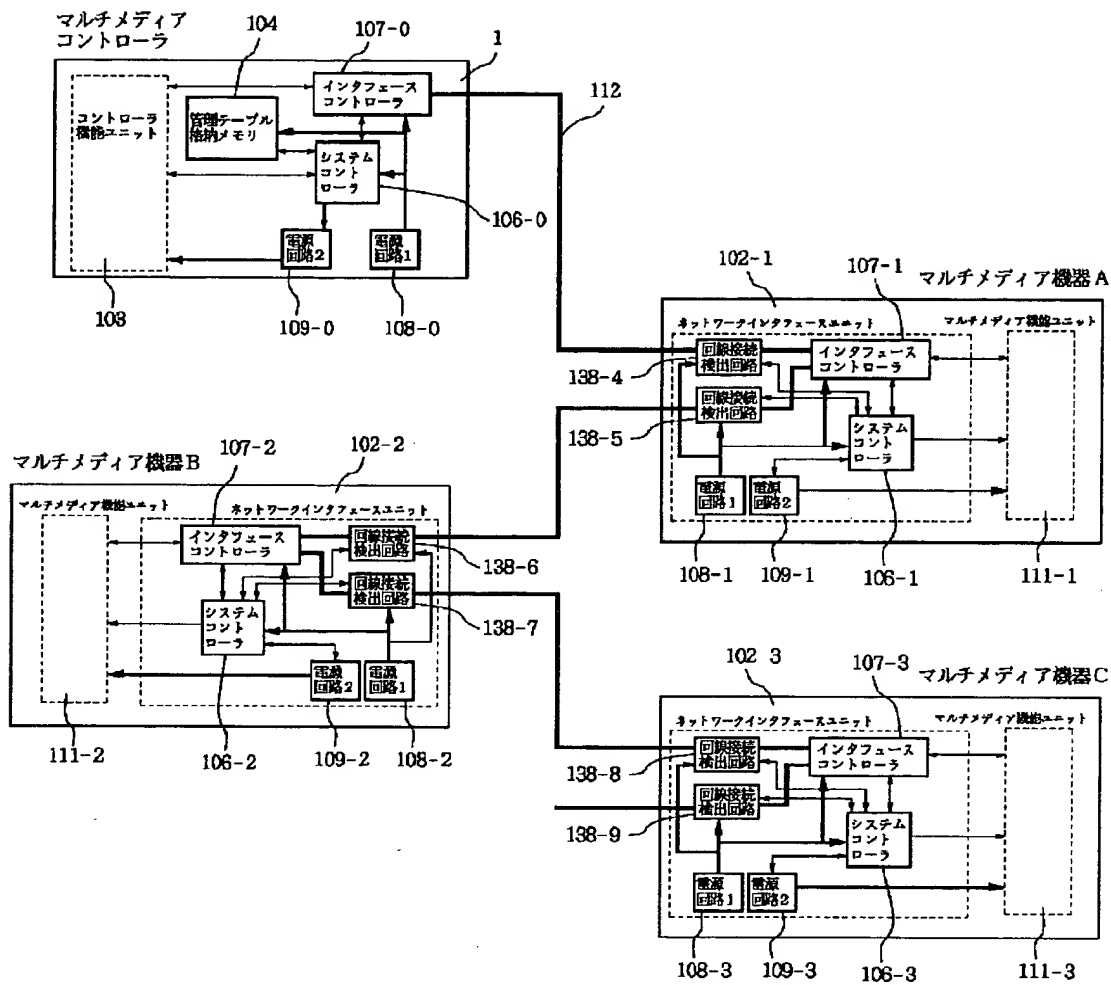 マルチメディア
コントローラ
104
107-0
1
インタフェース
コントローラ
コントローラ
機能ユニット
管理テーブル
格納メモリ
システム
コント
ローラ
112
106-0
電源
回路2
電源
回路1
103
109-0
108-0
102-1
107-1
マルチメディア機器A
ネットワークインタフェースユニット
マルチメディア機能ユニット
回線接続
検出回路
インタフェース
コントローラ
138-4
回線接続
検出回路
138-5
システム
コント
ローラ
電源
回路1
電源
回路2
108-1
109-1
106-1
111-1
マルチメディア機器B
107-2
102-2
マルチメディア機能ユニット
ネットワークインタフェースユニット
インタフェース
コントローラ
回線接続
検出回路
138-6
回線接続
検出回路
138-7
システム
コント
ローラ
電源
回路2
電源
回路1
111-2
106-2
109-2
108-2
102 3
107-3
マルチメディア機器C
ネットワークインタフェースユニット
マルチメディア機能ユニット
回線接続
検出回路
インタフェース
コントローラ
138-8
回線接続
検出回路
138-9
システム
コント
ローラ
電源
回路1
電源
回路2
108-3
109-3
106-3
111-3